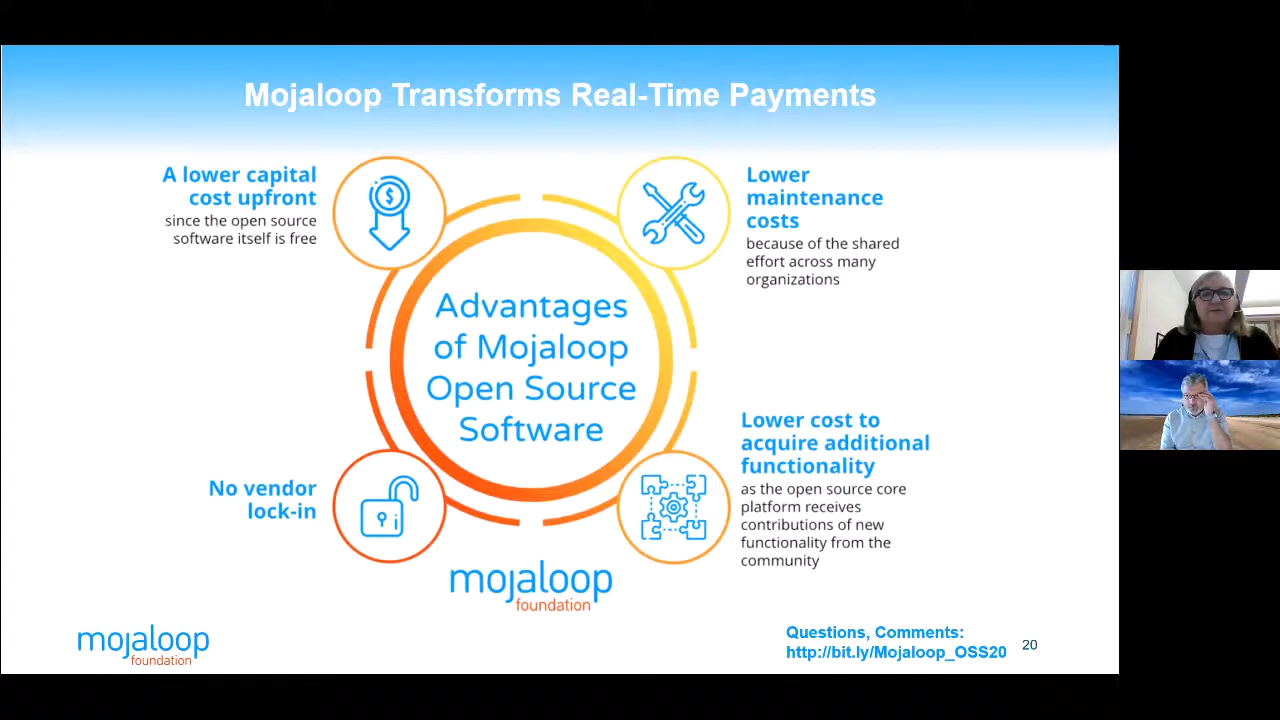 Mojaloop Transforms Real-Time Payments
A lower capital
cost upfront
since the open source
software itself is free
$
Lower
maintenance
costs
because of the shared
effort across many
organizations
Advantages
of Mojaloop
Open Source
Software
No vendor
lock-in
Lower cost to
acquire additional
functionality
as the open source core
platform receives
contributions of new
functionality from the
community
mojaloop
foundation
mojaloop
foundation
Questions, Comments:
http://bit.ly/Mojaloop_OSS20
20